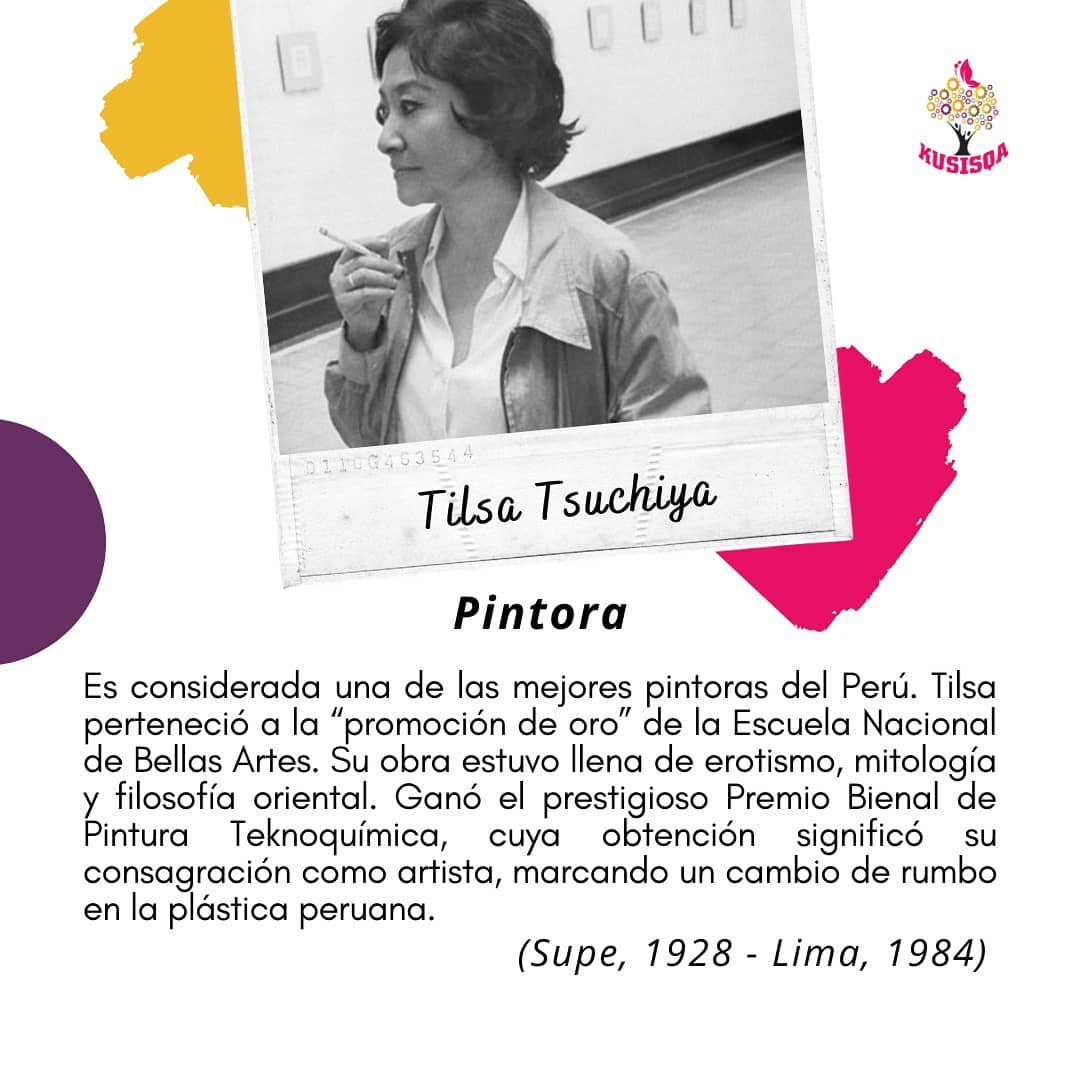 KUSISQA
Tilsa Tsuchiya
Pintora
Es considerada una de las mejores pintoras del Perú. Tilsa
perteneció a la “promoción de oro” de la Escuela Nacional
de Bellas Artes. Su obra estuvo llena de erotismo, mitología
y filosofía oriental. Ganó el prestigioso Premio Bienal de
Pintura Teknoquímica, cuya obtención significó su
consagración como artista, marcando un cambio de rumbo
en la plástica peruana.
(Supe, 1928 - Lima, 1984)